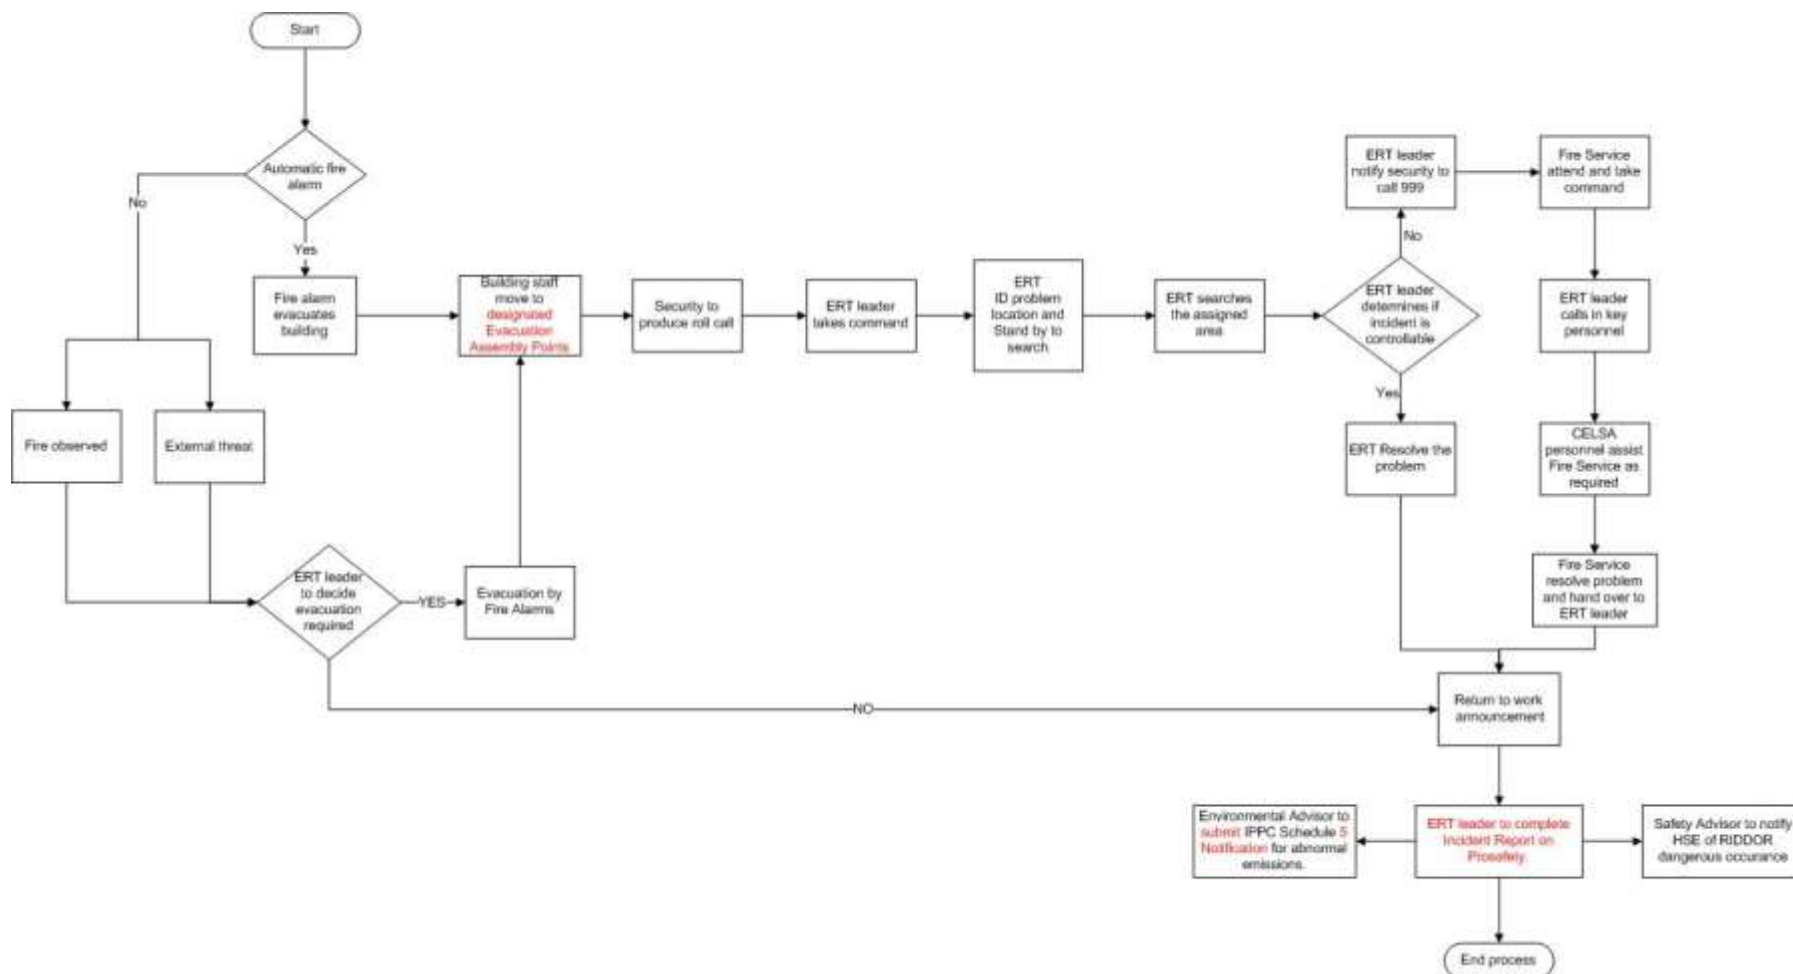 Start
Automatic fire
alarm
No
Yes
Fire alarm
evacuates
building
Building staff
move to
designated
Evacuation
Assembly Points
Security to
produce roll call
ERT leader
takes command
ERT
ID problem
location and
Stand by to
search.
ERT searches
the assigned
area
ERT leader
determines if
incident is
controllable
No
ERT leader
notify security to
call 999
Fire Service
attend and take
command
ERT leader
calls in key
personnel
CELSA
personnel assist
Fire Service as
required
Fire Service
resolve problem
and hand over to
ERT leader
Yes
ERT Resolve the
problem
Fire observed
External threat
ERT leader
to decide
evacuation
required
YES
Evacuation by
Fire Alarms
NO
Return to work
announcement
Environmental Advisor to
submit IPPC Schedule 5
Notification for abnormal
emissions.
ERT leader to complete
Incident Report on
Prosafely.
Safety Advisor to notify
HSE of RIDDOR
dangerous occurance
End process